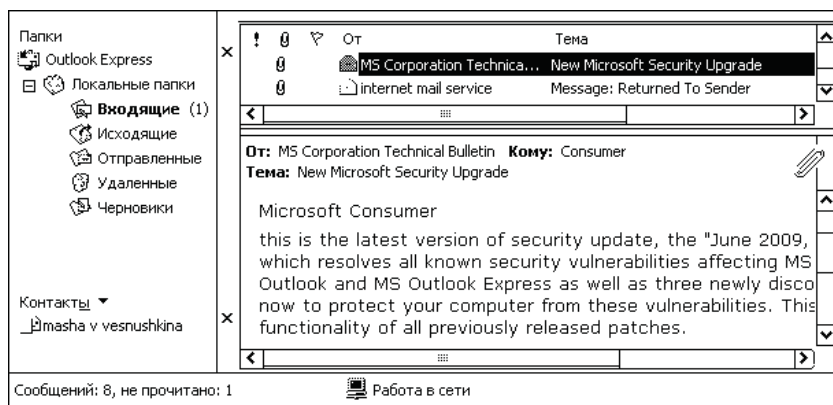 Папки
Outlook Express
Локальные папки
Входящие (1)
Исходящие
Отправленные
Удаленные
Черновики
Контакты
masha v vesnushkina
! От Тема
MS Corporation Technica... New Microsoft Security Upgrade
internet mail service Message: Returned To Sender
От: MS Corporation Technical Bulletin Кому: Consumer
Тема: New Microsoft Security Upgrade
Microsoft Consumer
this is the latest version of security update, the "June 2009,
which resolves all known security vulnerabilities affecting MS
Outlook and MS Outlook Express as well as three newly disco
now to protect your computer from these vulnerabilities. This
functionality of all previously released patches.
Сообщений: 8, не прочитано: 1 Работа в сети